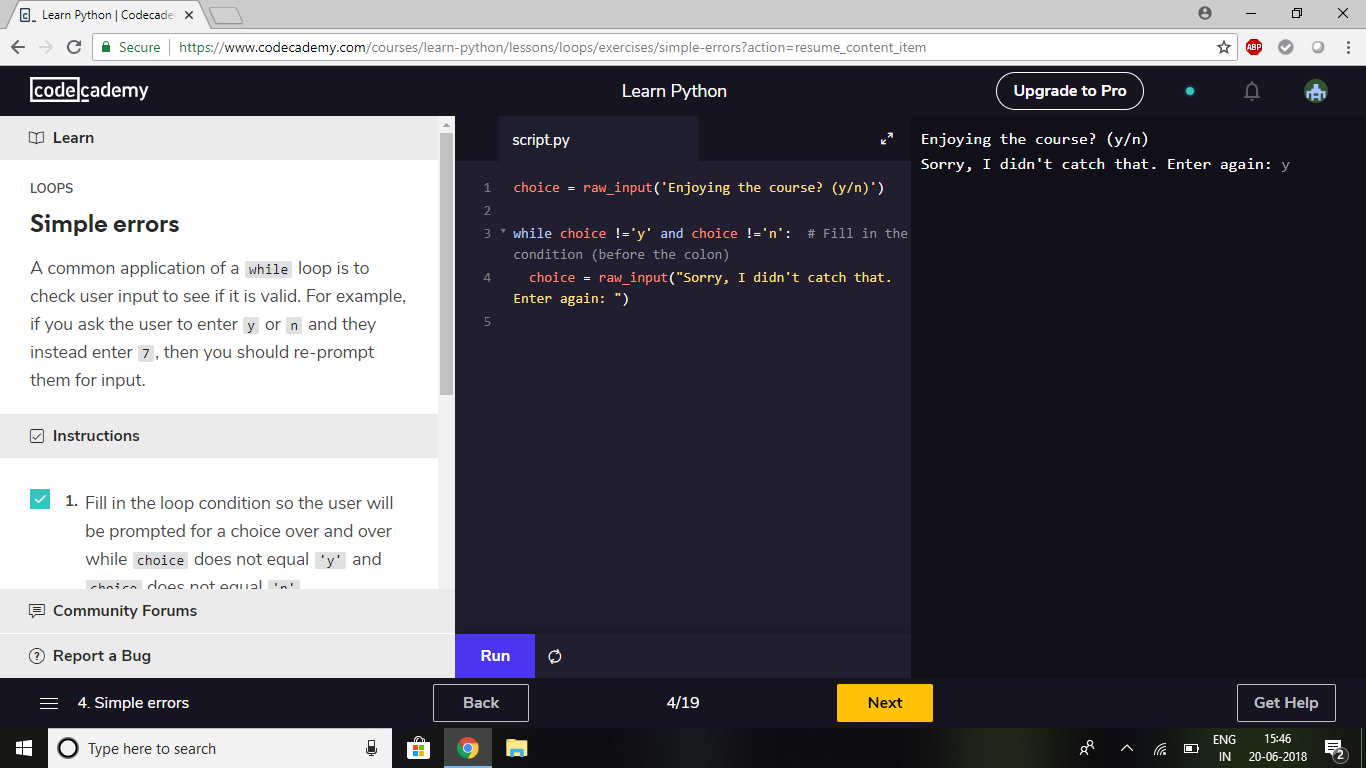 Learn Python | Codecade
Secure | https://www.codecademy.com/courses/learn-python/lessons/loops/exercises/simple-errors?action=resume_content_item
ABP
codecademy
Learn Python
Upgrade to Pro
Learn
LOOPS
Simple errors
A common application of a while loop is to
check user input to see if it is valid. For example,
if you ask the user to enter y or n and they
instead enter 7 , then you should re-prompt
them for input.
Instructions
1. Fill in the loop condition so the user will
be prompted for a choice over and over
while choice does not equal 'y' and
choice does not equal 'n'
Community Forums
Report a Bug
script.py
1 choice = raw_input('Enjoying the course? (y/n)')
2
3 while choice !='y' and choice !='n':  # Fill in the
condition (before the colon)
4   choice = raw_input("Sorry, I didn't catch that.
Enter again: ")
5
Run
Enjoying the course? (y/n)
Sorry, I didn't catch that. Enter again: y
4. Simple errors
Back
4/19
Next
Get Help
Type here to search
ENG
IN
15:46
20-06-2018
2